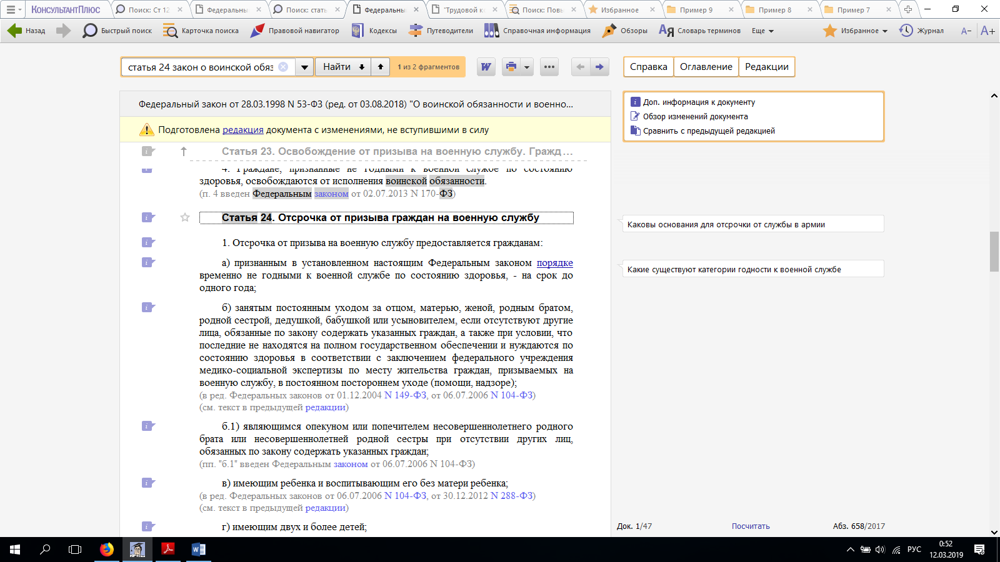 КОНСУЛЬТАНТПЛЮС
Поиск: Ст 12
Федеральны
Поиск: стать
Федеральны
"Трудовой к
Поиск: Повы
Избранное
Пример 9
Пример 8
Пример 7
Назад
Быстрый поиск
Карточка поиска
Правовой навигатор
Кодексы
Путеводители
Справочная информация
Обзоры
Словарь терминов
Еще
Избранное
Журнал
А−
А+
статья 24 закон о воинской обяз
Найти
1 из 2 фрагментов
Справка
Оглавление
Редакции
Федеральный закон от 28.03.1998 N 53-ФЗ (ред. от 03.08.2018) "О воинской обязанности и военно...
Доп. информация к документу
Обзор изменений документа
Сравнить с предыдущей редакцией
Подготовлена редакция документа с изменениями, не вступившими в силу
Статья 23. Освобождение от призыва на военную службу. Гражд ...
4. Граждане, признанные не годными к военной службе по состоянию
здоровья, освобождаются от исполнения воинской обязанности.
(п. 4 введен Федеральным законом от 02.07.2013 N 170-ФЗ)
Статья 24. Отсрочка от призыва граждан на военную службу
Каковы основания для отсрочки от службы в армии
1. Отсрочка от призыва на военную службу предоставляется гражданам:
а) признанным в установленном настоящим Федеральным законом порядке
временно не годными к военной службе по состоянию здоровья, - на срок до
одного года;
Какие существуют категории годности к военной службе
б) занятым постоянным уходом за отцом, матерью, женой, родным братом,
родной сестрой, дедушкой, бабушкой или усыновителем, если отсутствуют другие
лица, обязанные по закону содержать указанных граждан, а также при условии, что
последние не находятся на полном государственном обеспечении и нуждаются по
состоянию здоровья в соответствии с заключением федерального учреждения
медико-социальной экспертизы по месту жительства граждан, призываемых на
военную службу, в постоянном постороннем уходе (помощи, надзоре);
(в ред. Федеральных законов от 01.12.2004 N 149-ФЗ, от 06.07.2006 N 104-ФЗ)
(см. текст в предыдущей редакции)
б.1) являющимся опекуном или попечителем несовершеннолетнего родного
брата или несовершеннолетней родной сестры при отсутствии других лиц,
обязанных по закону содержать указанных граждан;
(пп. "б.1" введен Федеральным законом от 06.07.2006 N 104-ФЗ)
в) имеющим ребенка и воспитывающим его без матери ребенка;
(в ред. Федеральных законов от 06.07.2006 N 104-ФЗ, от 30.12.2012 N 288-ФЗ)
(см. текст в предыдущей редакции)
г) имеющим двух и более детей;
Док. 1/47
Посчитать
Абз. 658/2017
РУС
0:52
12.03.2019